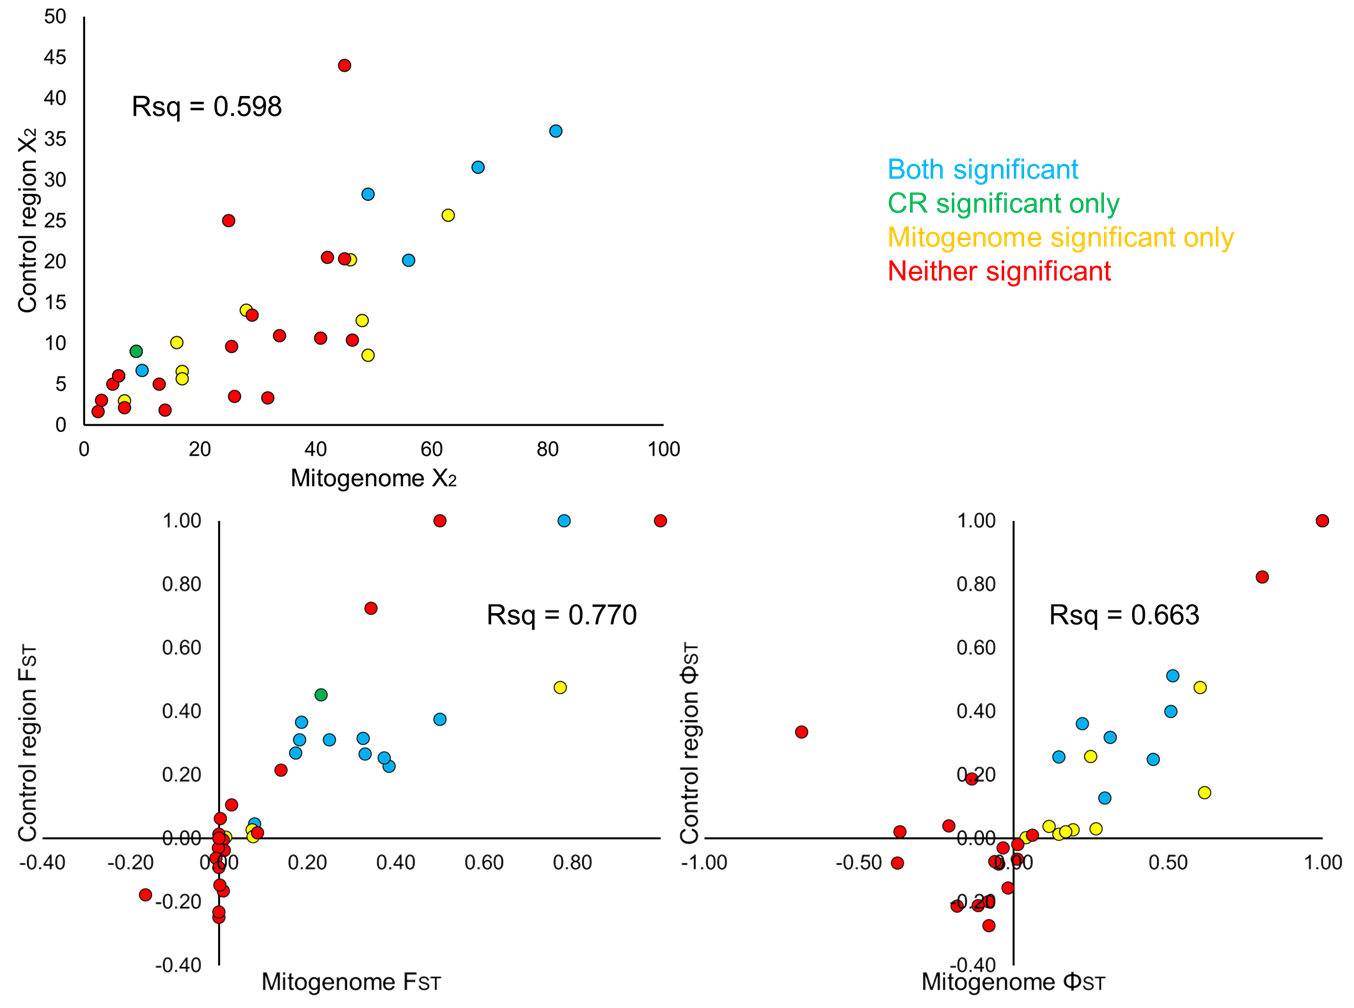 50
45
40
35
30
25
20
15
10
5
0
Control region X2
Rsq = 0.598
0 20 40 60 80 100
Mitogenome X2
Both significant
CR significant only
Mitogenome significant only
Neither significant
1.00
0.80
0.60
0.40
0.20
0.00
-0.20
-0.40
Control region FST
Rsq = 0.770
-0.40 -0.20 0.00 0.20 0.40 0.60 0.80
Mitogenome FST
1.00
0.80
0.60
0.40
0.20
0.00
-0.20
-0.40
Control region ΦST
Rsq = 0.663
-1.00 -0.50 0.00 0.50 1.00
Mitogenome ΦST